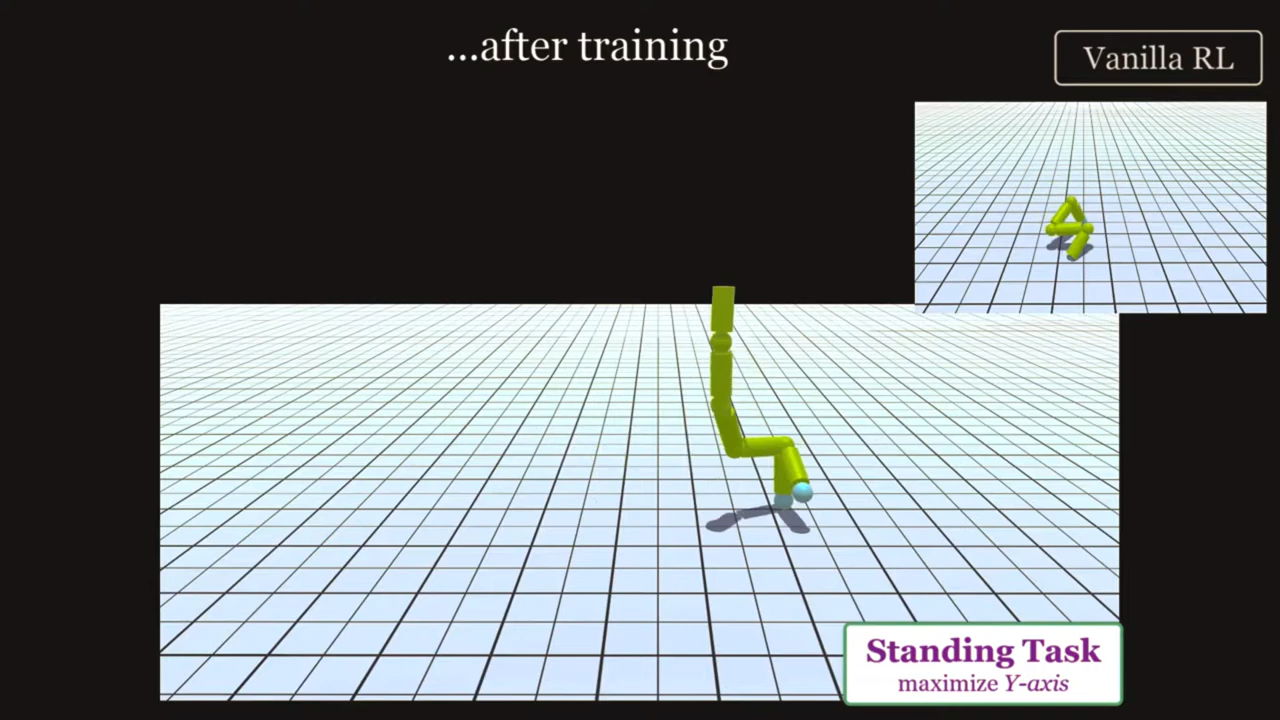 ...after training
Vanilla RL
Standing Task
maximize Y-axis